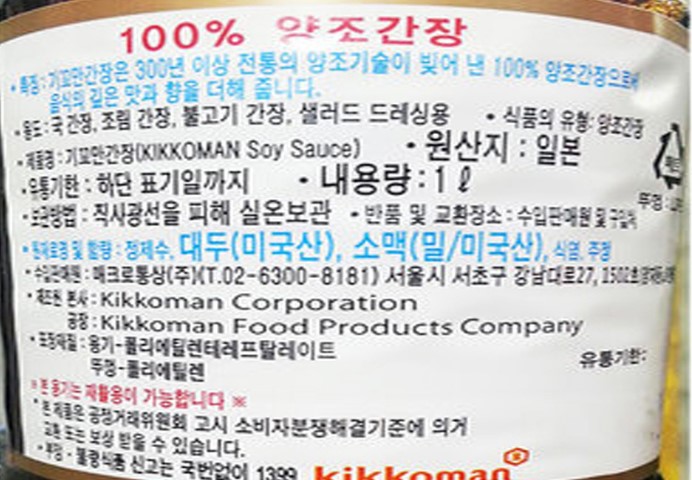 100% 양조간장
• 특징 : 기꼬만간장은 300년 이상 전통의 양조기술이 빚어 낸 100% 양조간장으로써
음식의 깊은 맛과 향을 더해 줍니다.
• 용도 : 국 간장, 조림 간장, 불고기 간장, 샐러드 드레싱용 • 식품의 유형: 양조간장
• 제품명 : 기꼬만간장(KIKKOMAN Soy Sauce) • 원산지 : 일본
• 유통기한 : 하단 표기일까지 • 내용량 : 1 ℓ
뚜껑 :
• 보관방법 : 직사광선을 피해 실온보관 • 반품 및 교환장소 : 수입판매원 및 구입처
• 원재료명 및 함량 : 정제수, 대두(미국산), 소맥(밀/미국산), 식염, 주정
• 수입판매원 : 매크로통상(주)(T.02-6300-8181) 서울시 서초구 강남대로27, 1502호
• 제조원 본사 : Kikkoman Corporation
공장 : Kikkoman Food Products Company
• 포장재질 : 용기-폴리에틸렌테레프탈레이트
뚜껑-폴리에틸렌
유통기한:
※ 본 용기는 재활용이 가능합니다 ※
• 본 제품은 공정거래위원회 고시 소비자분쟁해결기준에 의거
교환 또는 보상 받을 수 있습니다.
• 부정 · 불량식품 신고는 국번없이 1399
kikkoman